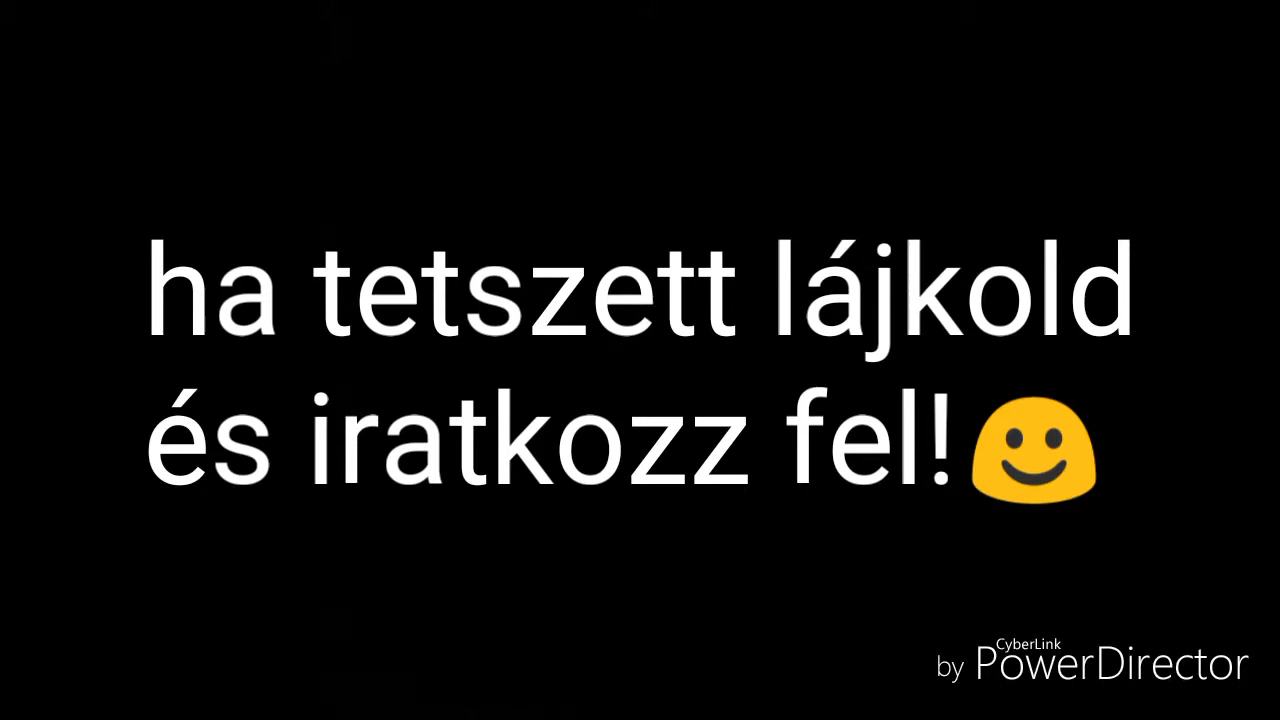 ha tetszett lájkold
és iratkozz fel!🙂
CyberLink
by PowerDirector